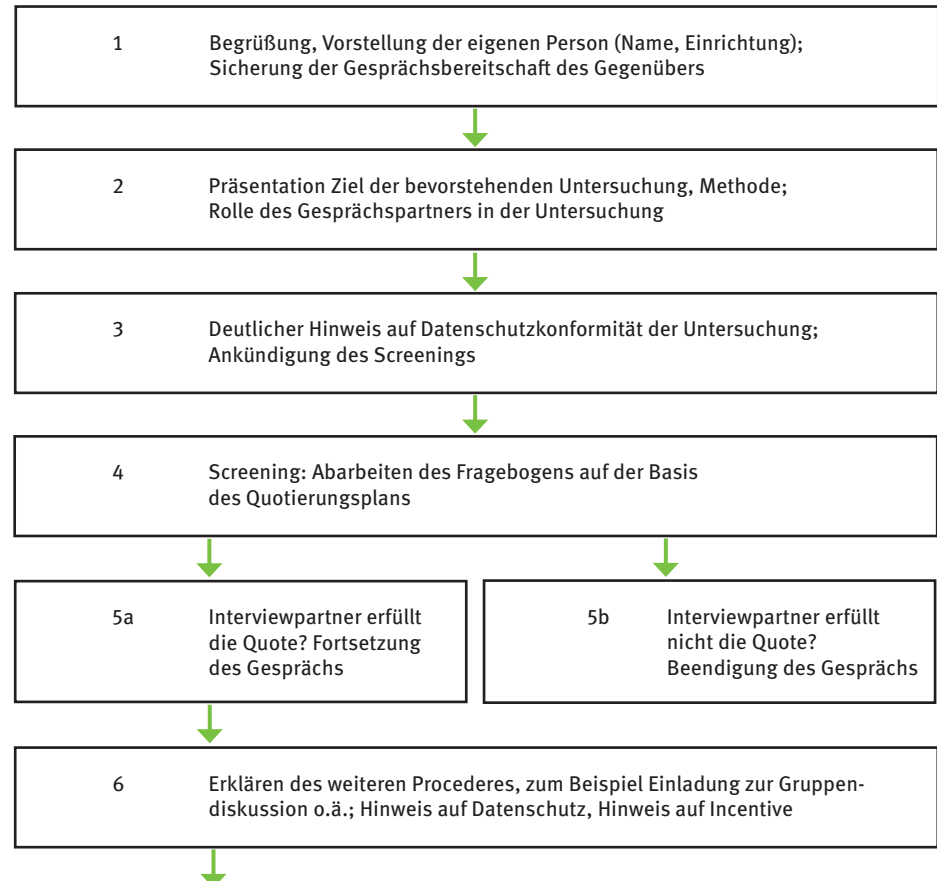 1 Begrüßung, Vorstellung der eigenen Person (Name, Einrichtung);
Sicherung der Gesprächsbereitschaft des Gegenübers
2 Präsentation Ziel der bevorstehenden Untersuchung, Methode;
Rolle des Gesprächspartners in der Untersuchung
3 Deutlicher Hinweis auf Datenschutzkonformität der Untersuchung;
Ankündigung des Screenings
4 Screening: Abarbeiten des Fragebogens auf der Basis
des Quotierungsplans
5a Interviewpartner erfüllt
die Quote? Fortsetzung
des Gesprächs
5b Interviewpartner erfüllt
nicht die Quote?
Beendigung des Gesprächs
6 Erklären des weiteren Procederes, zum Beispiel Einladung zur Gruppen-
diskussion o.ä.; Hinweis auf Datenschutz, Hinweis auf Incentive